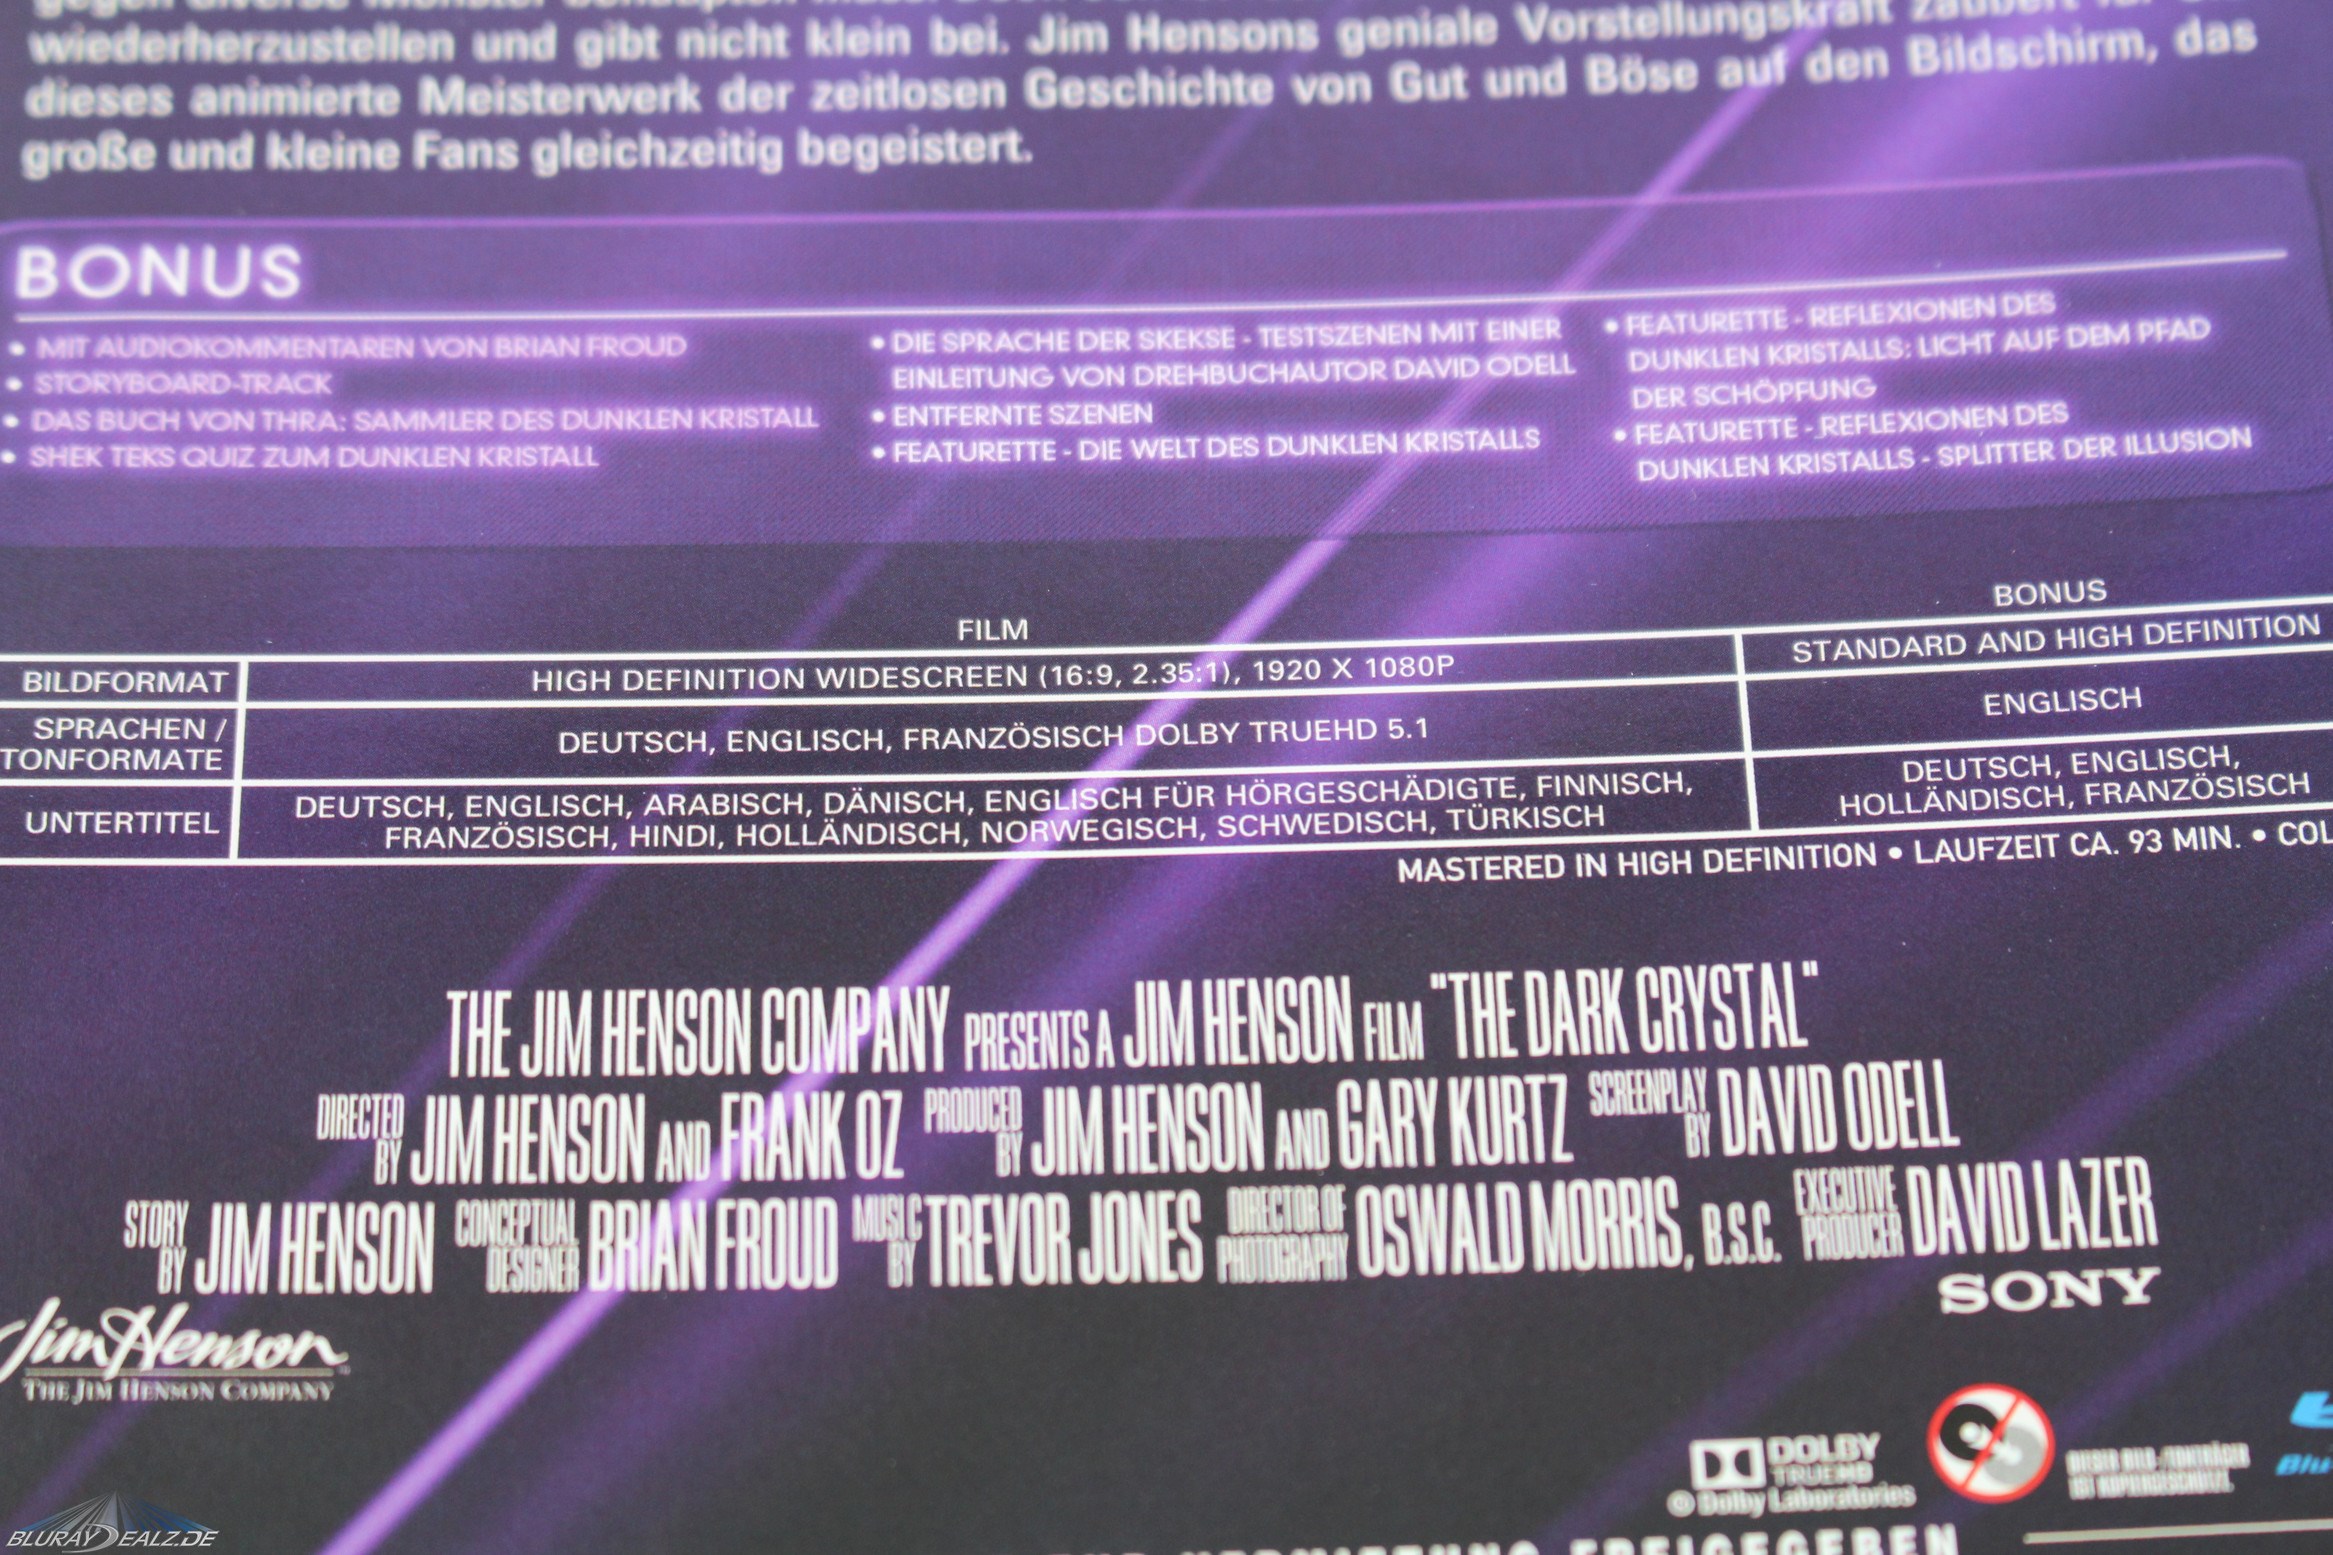 wiederherzustellen und gibt nicht klein bei. Jim Hensons geniale Vorstellungskraft zaubert
dieses animierte Meisterwerk der zeitlosen Geschichte von Gut und Böse auf den Bildschirm, das
große und kleine Fans gleichzeitig begeistert.
BONUS
• MIT AUDIOKOMMENTAREN VON BRIAN FROUD
• STORYBOARD-TRACK
• DAS BUCH VON THRA: SAMMLER DES DUNKLEN KRISTALL
• SHEK TEKS QUIZ ZUM DUNKLEN KRISTALL
• DIE SPRACHE DER SKEKSE - TESTSZENEN MIT EINER
EINLEITUNG VON DREHBUCHAUTOR DAVID ODELL
• ENTFERNTE SZENEN
• FEATURETTE - DIE WELT DES DUNKLEN KRISTALLS
• FEATURETTE - REFLEXIONEN DES
DUNKLEN KRISTALLS: LICHT AUF DEM PFAD
DER SCHÖPFUNG
• FEATURETTE - REFLEXIONEN DES
DUNKLEN KRISTALLS - SPLITTER DER ILLUSION
FILM
BONUS
BILDFORMAT
HIGH DEFINITION WIDESCREEN (16:9, 2.35:1), 1920 X 1080P
STANDARD AND HIGH DEFINITION
SPRACHEN /
TONFORMATE
DEUTSCH, ENGLISCH, FRANZÖSISCH DOLBY TRUEHD 5.1
ENGLISCH
UNTERTITEL
DEUTSCH, ENGLISCH, ARABISCH, DÄNISCH, ENGLISCH FÜR HÖRGESCHÄDIGTE, FINNISCH,
FRANZÖSISCH, HINDI, HOLLÄNDISCH, NORWEGISCH, SCHWEDISCH, TÜRKISCH
DEUTSCH, ENGLISCH,
HOLLÄNDISCH, FRANZÖSISCH
MASTERED IN HIGH DEFINITION • LAUFZEIT CA. 93 MIN. • COL
THE JIM HENSON COMPANY PRESENTS A JIM HENSON FILM "THE DARK CRYSTAL"
DIRECTED BY JIM HENSON AND FRANK OZ PRODUCED BY JIM HENSON AND GARY KURTZ SCREENPLAY BY DAVID ODELL
STORY BY JIM HENSON CONCEPTUAL DESIGNER BRIAN FROUD MUSIC BY TREVOR JONES DIRECTOR OF PHOTOGRAPHY OSWALD MORRIS, B.S.C. EXECUTIVE PRODUCER DAVID LAZER
SONY
Jim Henson
THE JIM HENSON COMPANY
DOLBY
TRUEHD
© Dolby Laboratories
DIESER BILD-/TONTRÄGER
IST KOPIERGESCHÜTZT.
Blu
BLURAYDEALZ.DE
FREIGEGEBEN